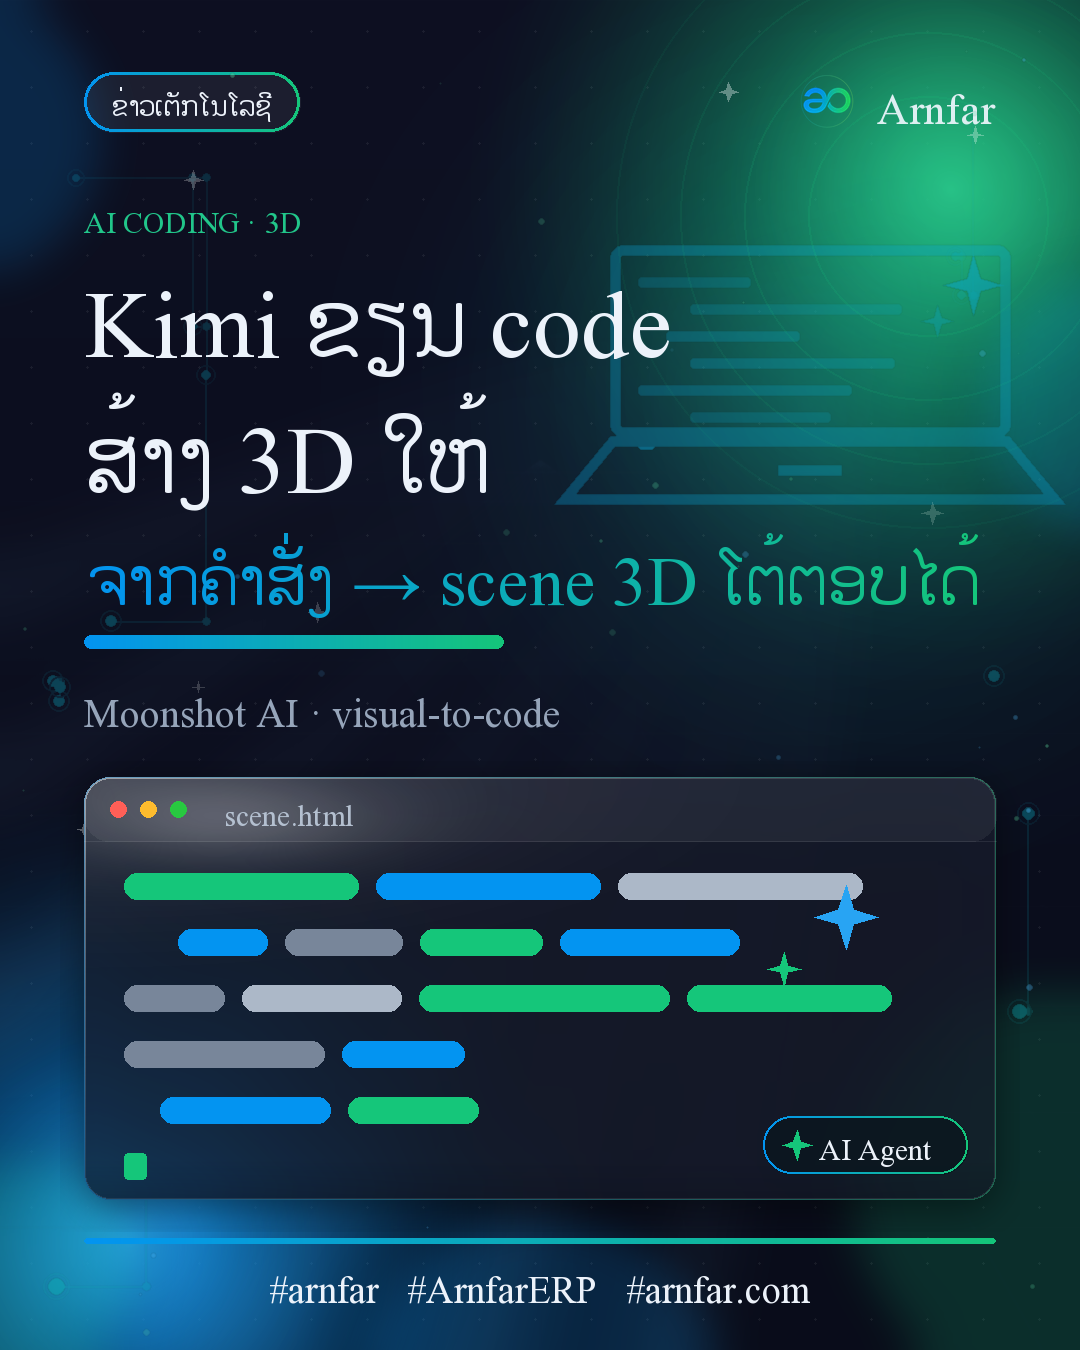 ຂ່າວເຕັກໂນໂລຊີ
Arnfar
AI CODING · 3D
Kimi ຂຽນ code
ສ້າງ 3D ໃຫ້
ຈາກຄຳສັ່ງ → scene 3D ໂຕ້ຕອບໄດ້
Moonshot AI · visual-to-code
scene.html
AI Agent
#arnfar #ArnfarERP #arnfar.com